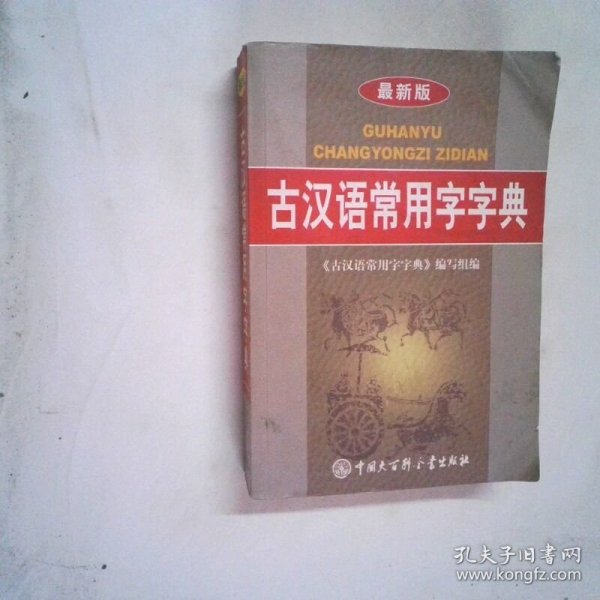 最新版
GUHANYU
CHANGYONGZI ZIDIAN
古汉语常用字字典
《古汉语常用字字典》编写组编
中国大百科全书出版社
孔夫子旧书网
www.kongfz.com